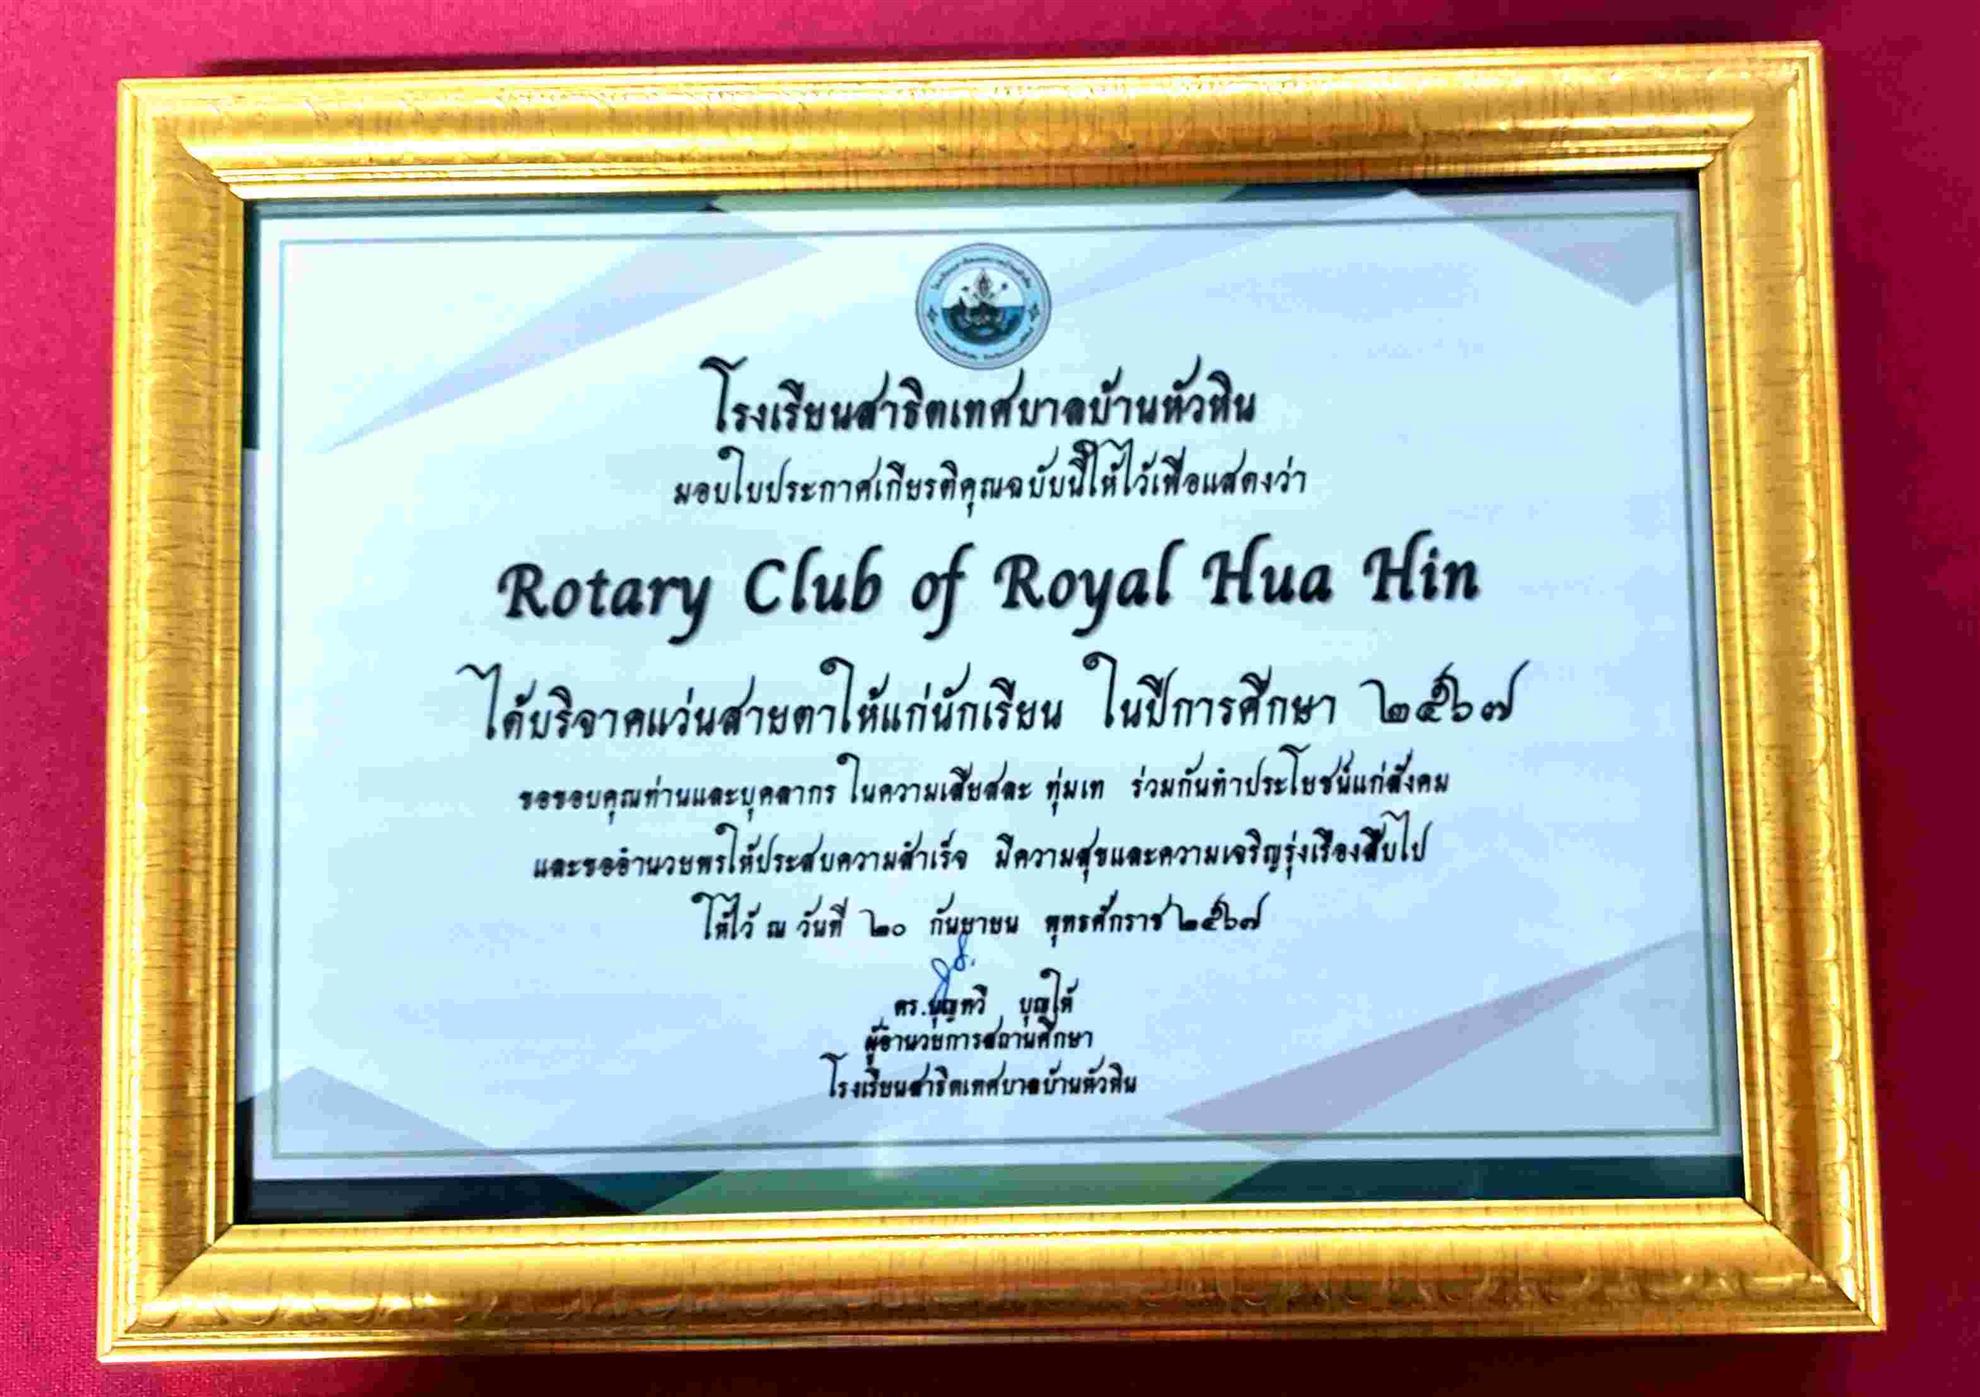 โรงเรียนสาธิตเทศบาลบ้านหัวหิน
มอบใบประกาศเกียรติคุณฉบับนี้ให้ไว้เพื่อแสดงว่า
Rotary Club of Royal Hua Hin
ได้บริจาคแว่นสายตาให้แก่นักเรียน ในปีการศึกษา ๒๕๖๗
ขอขอบคุณท่านและบุคลากร ในความเสียสละ ทุ่มเท ร่วมกันทำประโยชน์แก่สังคม
และขออำนวยพรให้ประสบความสำเร็จ มีความสุขและความเจริญรุ่งเรืองสืบไป
ให้ไว้ ณ วันที่ ๒๐ กันยายน พุทธศักราช ๒๕๖๗
ดร.บุญทวี บุญให้
ผู้อำนวยการสถานศึกษา
โรงเรียนสาธิตเทศบาลบ้านหัวหิน